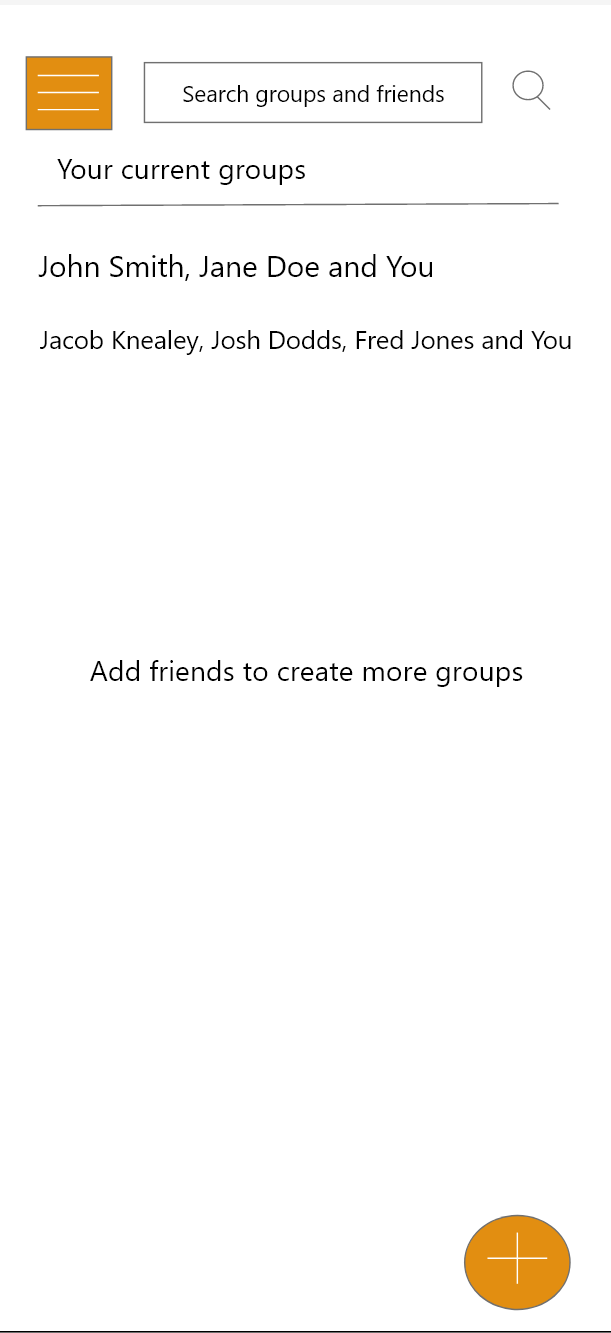 Search groups and friends
Your current groups
John Smith, Jane Doe and You
Jacob Knealey, Josh Dodds, Fred Jones and You
Add friends to create more groups